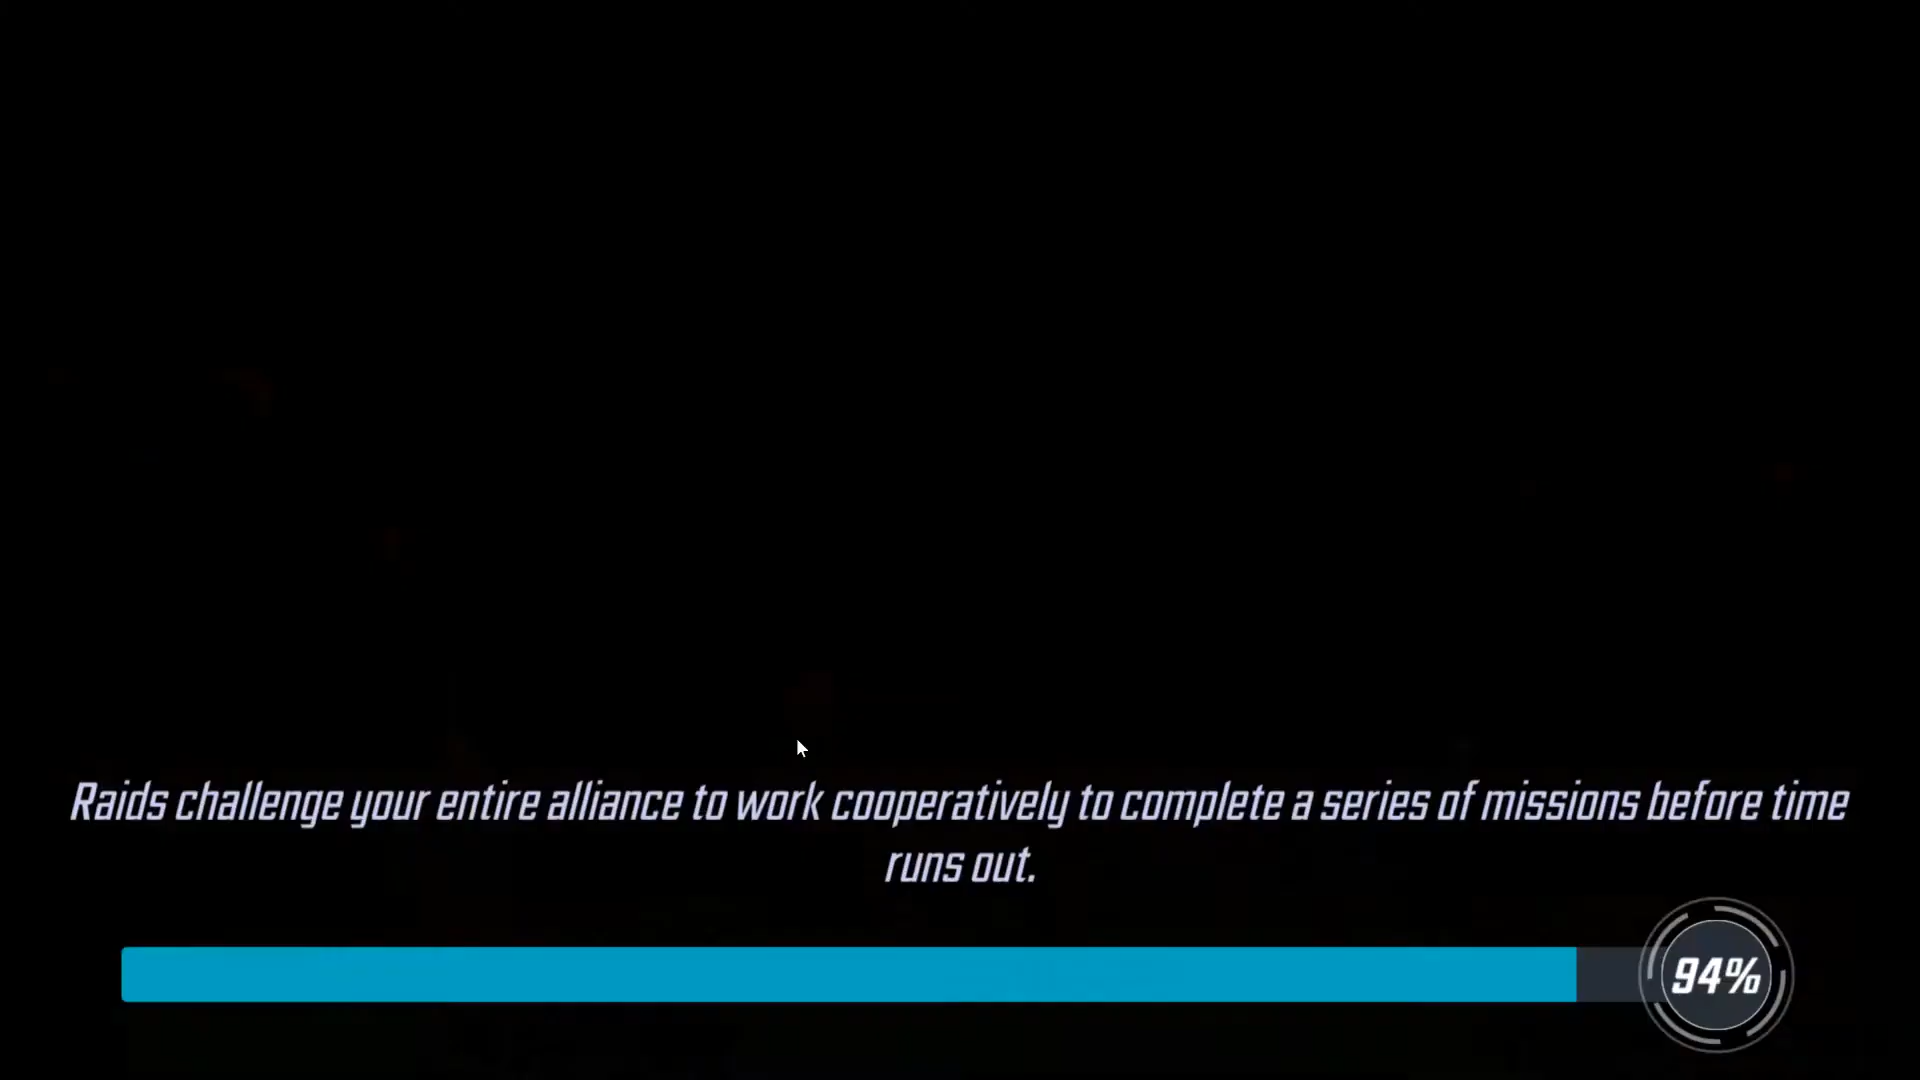 Raids challenge your entire alliance to work cooperatively to complete a series of missions before time
runs out.
94%